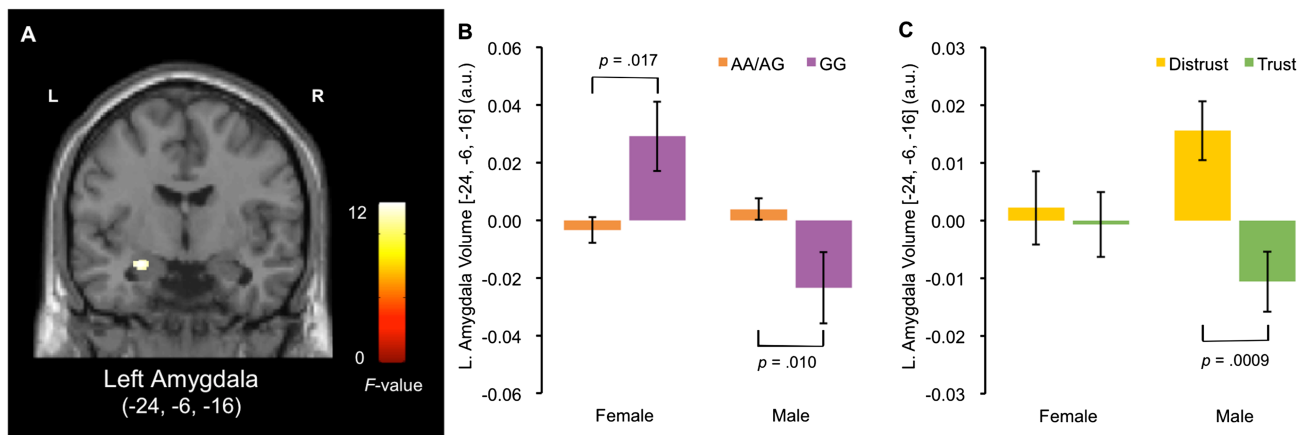 A
L
R
12
0
F-value
Left Amygdala
(-24, -6, -16)
B
L. Amygdala Volume [-24, -6, -16] (a.u.)
0.06
0.04
0.02
0.00
-0.02
-0.04
-0.06
p = .017
AA/AG
GG
p = .010
Female
Male
C
L. Amygdala Volume [-24, -6, -16] (a.u.)
0.03
0.02
0.01
0.00
-0.01
-0.02
-0.03
Distrust
Trust
p = .0009
Female
Male